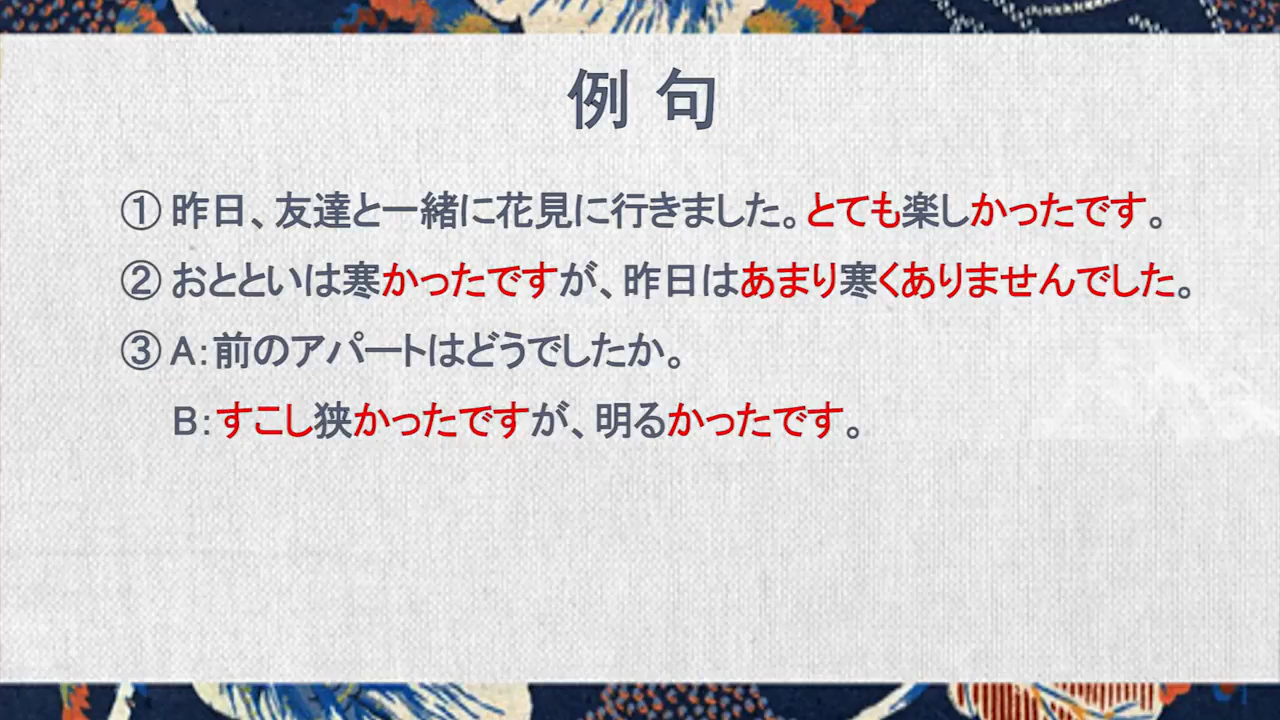 例句
①昨日、友達と一緒に花見に行きました。とても楽しかったです。
②おとといは寒かったですが、昨日はあまり寒くありませんでした。
③A:前のアパートはどうでしたか。
B:すこし狭かったですが、明るかったです。